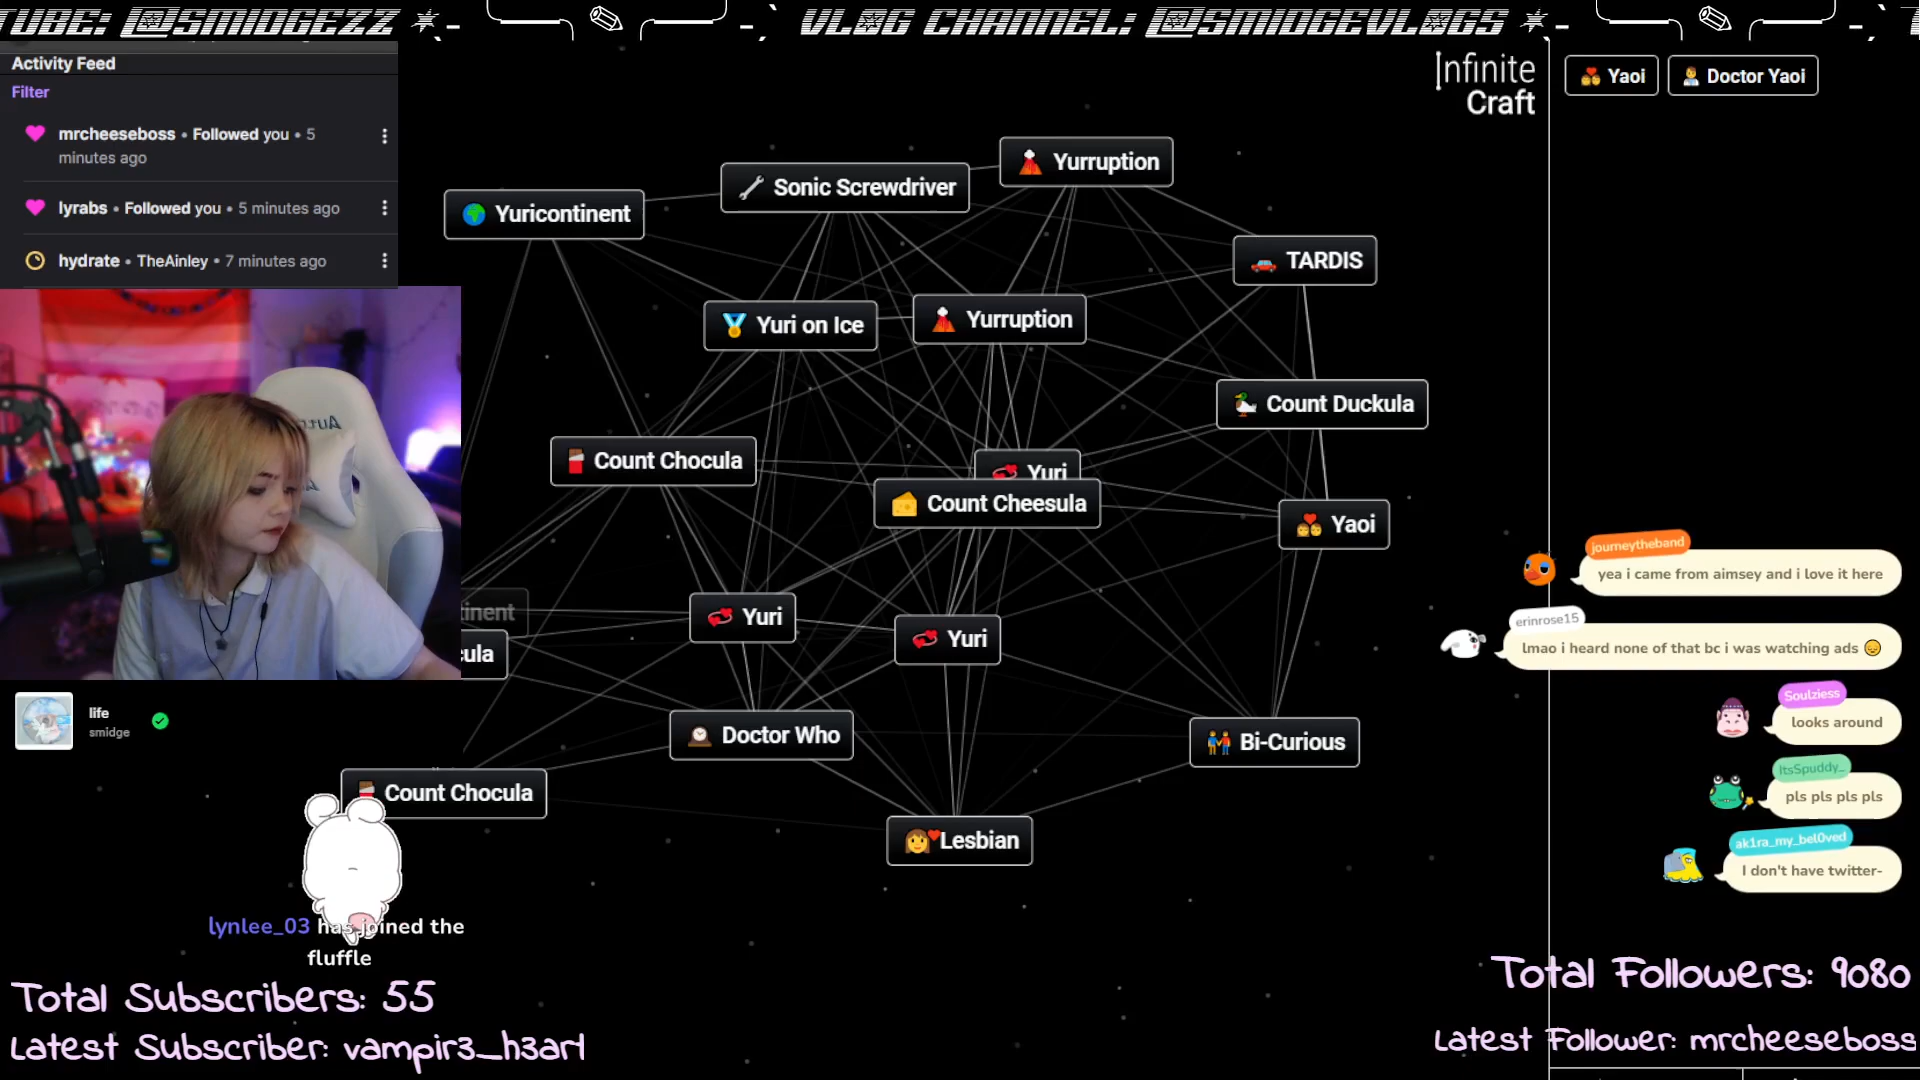 TUBE: @SMIDGEZZ
VLOG CHANNEL: @SMIDGEVLOGS
Activity Feed
Filter
mrcheeseboss • Followed you • 5
minutes ago
lyrabs • Followed you • 5 minutes ago
hydrate • TheAinley • 7 minutes ago
Infinite
Craft
Yaoi
Doctor Yaoi
Yurruption
Sonic Screwdriver
Yuricontinent
TARDIS
Yuri on Ice
Yurruption
Count Duckula
Count Chocula
Yuri
Count Cheesula
Yaoi
tinent
cula
Yuri
Yuri
Doctor Who
Bi-Curious
Count Chocula
Lesbian
life
smidge
journeytheband
yea i came from aimsey and i love it here
erinrose15
lmao i heard none of that bc i was watching ads
Soulziess
looks around
ItsSpuddy_
pls pls pls pls
ak1ra_my_bel0ved
I don't have twitter-
lynlee_03 has joined the
fluffle
Total Subscribers: 55
Latest Subscriber: vampir3_h3art
Total Followers: 9080
Latest Follower: mrcheeseboss